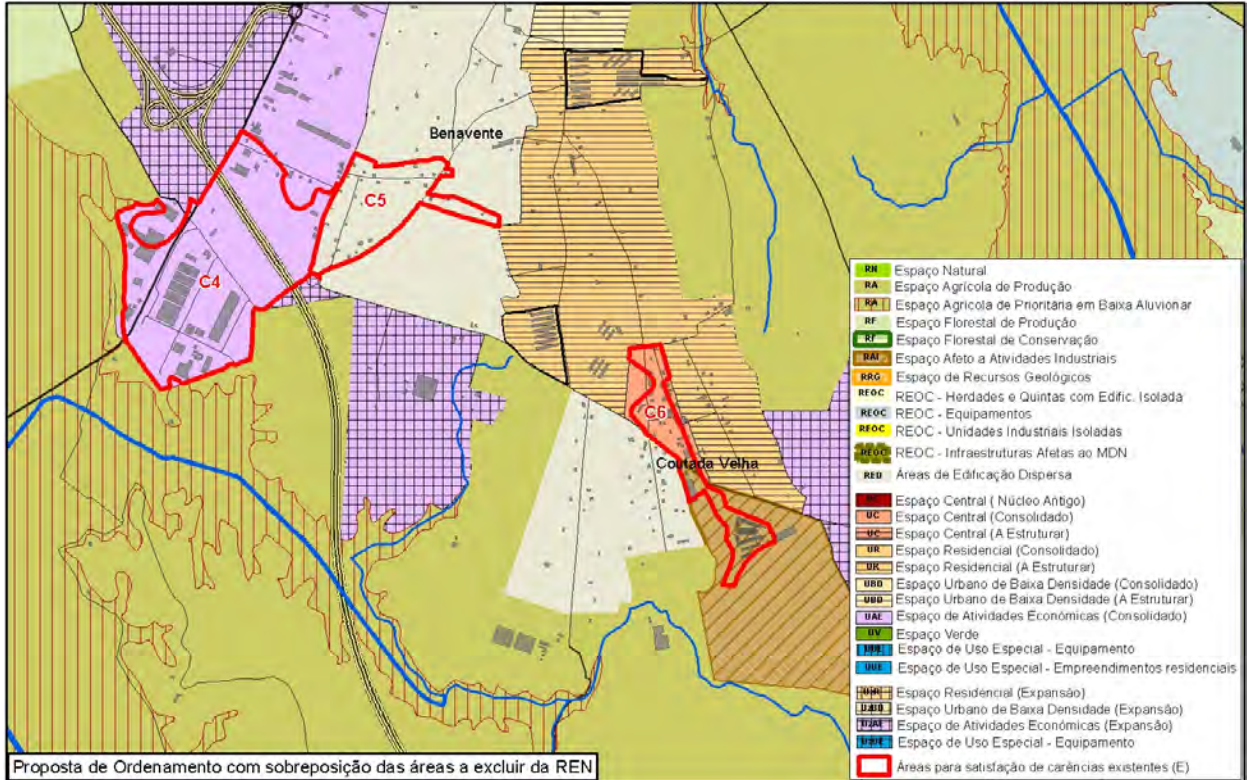 Benavente
C5
C4
C6
Coutada Velha
RN Espaço Natural
RA Espaço Agrícola de Produção
RA Espaço Agrícola de Prioritária em Baixa Aluvionar
RF Espaço Florestal de Produção
RF Espaço Florestal de Conservação
RAI Espaço Afeto a Atividades Industriais
RRG Espaço de Recursos Geológicos
REOC REOC - Herdades e Quintas com Edific. Isolada
REOC REOC - Equipamentos
REOC REOC - Unidades Industriais Isoladas
REOC REOC - Infraestruturas Afetas ao MDN
RED Áreas de Edificação Dispersa
UC Espaço Central ( Núcleo Antigo)
UC Espaço Central (Consolidado)
UC Espaço Central (A Estruturar)
UR Espaço Residencial (Consolidado)
UR Espaço Residencial (A Estruturar)
UBD Espaço Urbano de Baixa Densidade (Consolidado)
UBD Espaço Urbano de Baixa Densidade (A Estruturar)
UAE Espaço de Atividades Económicas (Consolidado)
UV Espaço Verde
UUE Espaço de Uso Especial - Equipamento
UUE Espaço de Uso Especial - Empreendimentos residenciais
Espaço Residencial (Expansão)
Espaço Urbano de Baixa Densidade (Expansão)
Espaço de Atividades Económicas (Expansão)
Espaço de Uso Especial - Equipamento
Áreas para satisfação de carências existentes (E)
Proposta de Ordenamento com sobreposição das áreas a excluir da REN